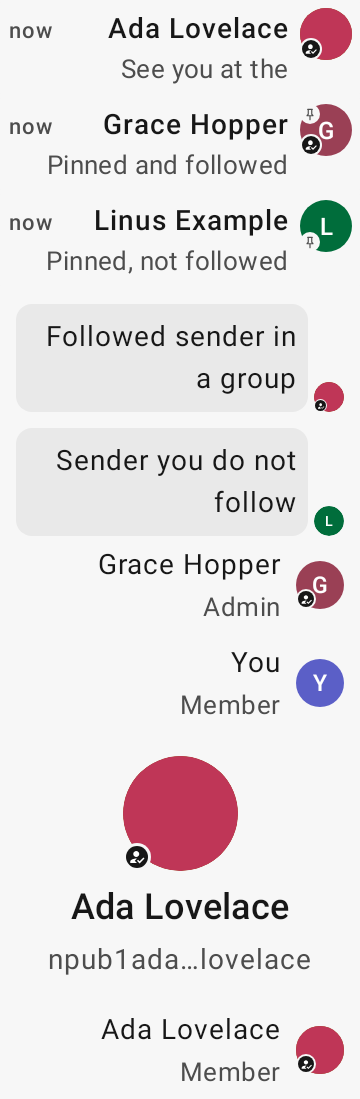 now Ada Lovelace
See you at the
now Grace Hopper G
Pinned and followed
now Linus Example L
Pinned, not followed
Followed sender in
a group
Sender you do not
follow L
Grace Hopper G
Admin
You Y
Member
Ada Lovelace
npub1ada…lovelace
Ada Lovelace
Member